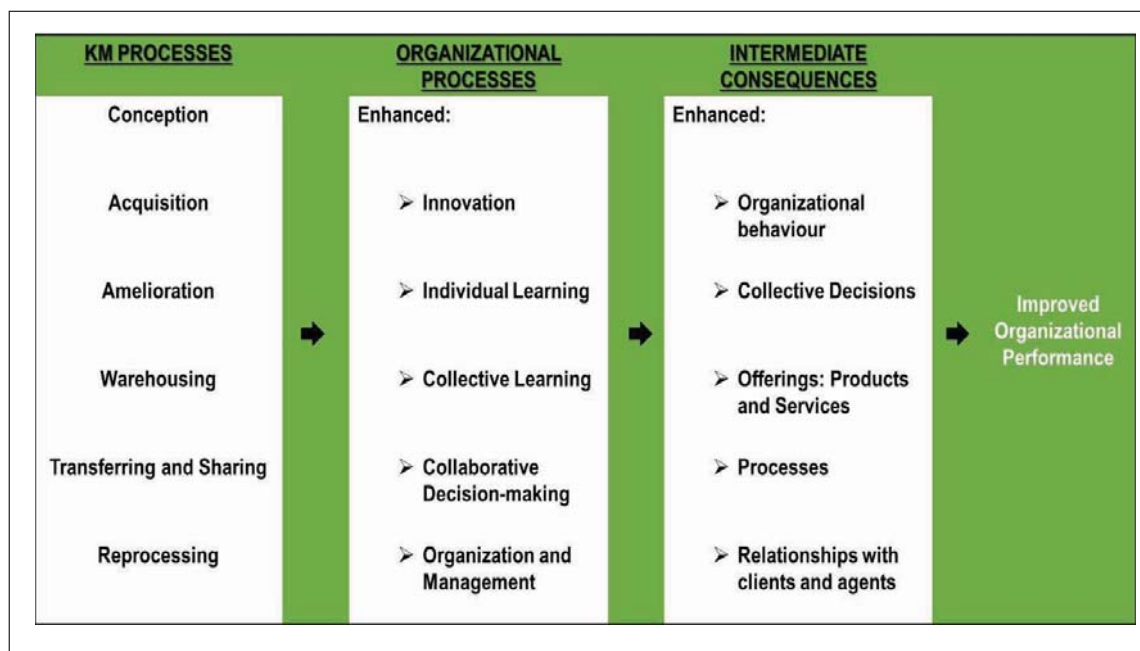 KM PROCESSES
Conception
Acquisition
Amelioration
Warehousing
Transferring and Sharing
Reprocessing
ORGANIZATIONAL
PROCESSES
Enhanced:
➢ Innovation
➢ Individual Learning
➢ Collective Learning
➢ Collaborative
Decision-making
➢ Organization and
Management
INTERMEDIATE
CONSEQUENCES
Enhanced:
➢ Organizational
behaviour
➢ Collective Decisions
➢ Offerings: Products
and Services
➢ Processes
➢ Relationships with
clients and agents
Improved
Organizational
Performance